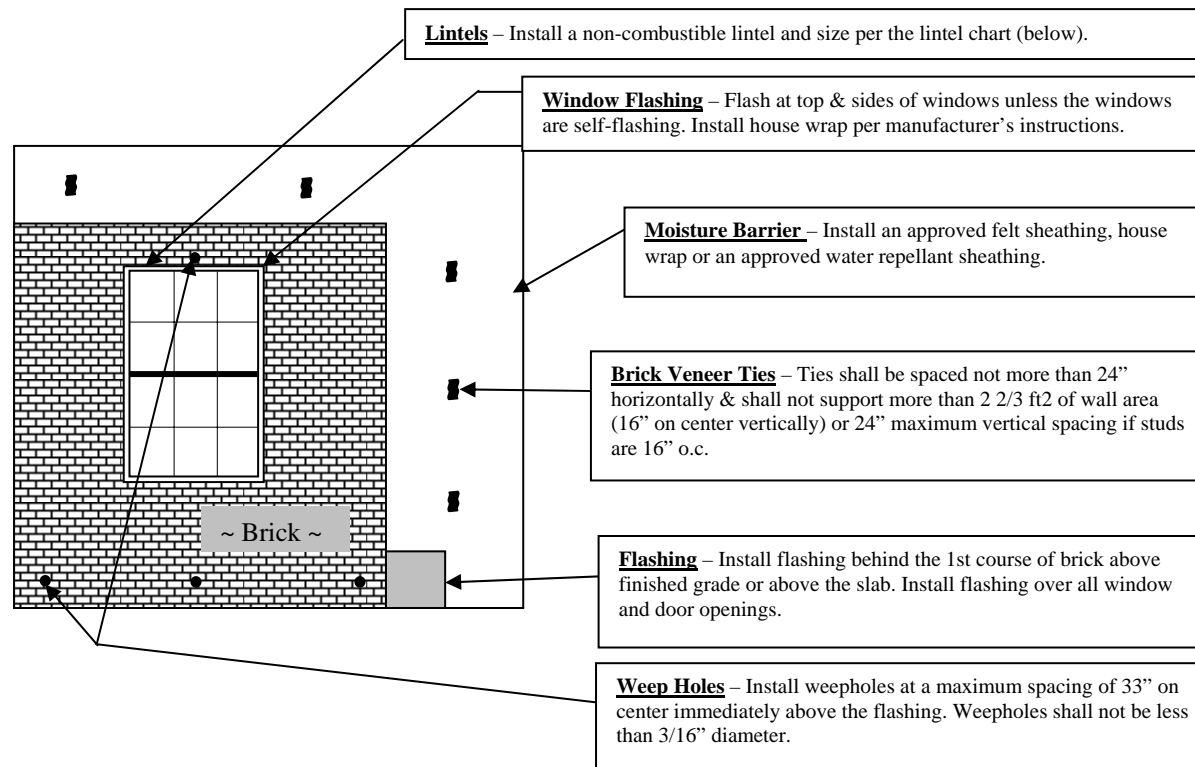 Lintels – Install a non-combustible lintel and size per the lintel chart (below).
Window Flashing – Flash at top & sides of windows unless the windows
are self-flashing. Install house wrap per manufacturer’s instructions.
Moisture Barrier – Install an approved felt sheathing, house
wrap or an approved water repellant sheathing.
Brick Veneer Ties – Ties shall be spaced not more than 24”
horizontally & shall not support more than 2 2/3 ft2 of wall area
(16” on center vertically) or 24” maximum vertical spacing if studs
are 16” o.c.
~ Brick ~
Flashing – Install flashing behind the 1st course of brick above
finished grade or above the slab. Install flashing over all window
and door openings.
Weep Holes – Install weepholes at a maximum spacing of 33” on
center immediately above the flashing. Weepholes shall not be less
than 3/16” diameter.